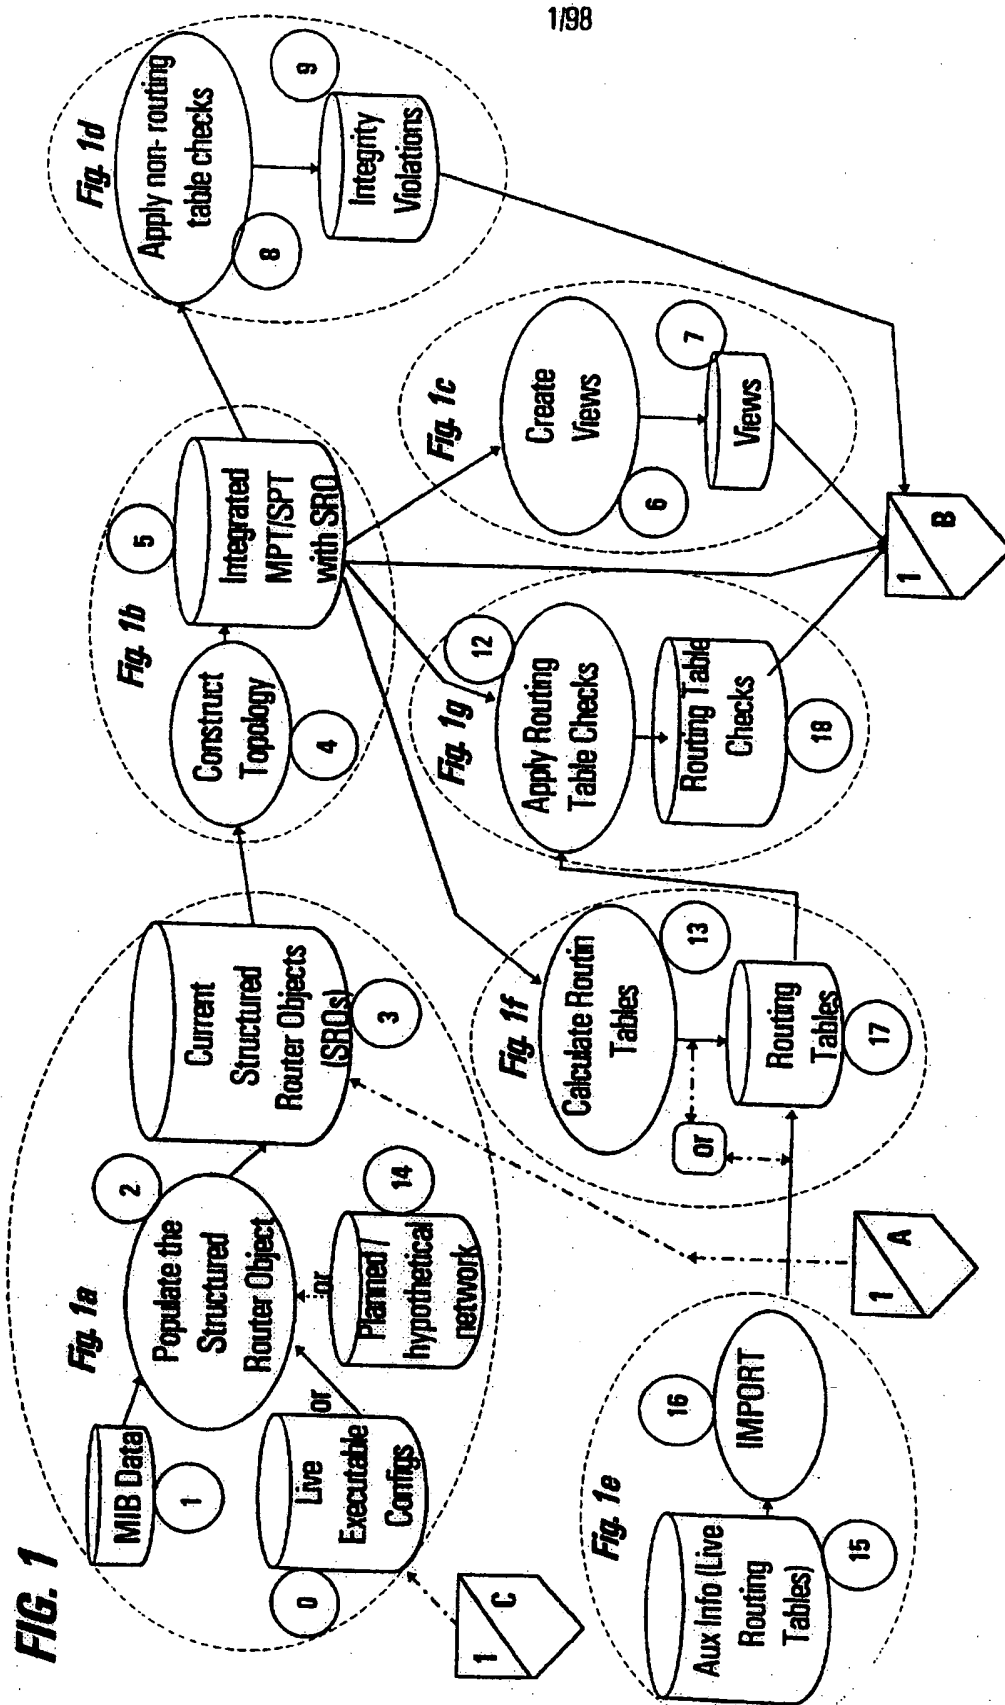 1/98
FIG. 1
Fig. 1a
MIB Data
1
Populate the
Structured
Router Object
2
Live
Executable
Configs
0
or
or
Planned /
hypothetical
network
14
Current
Structured
Router Objects
(SROs)
3
Fig. 1b
Construct
Topology
4
Integrated
MPT/SPT
with SRO
5
Fig. 1d
Apply non- routing
table checks
8
Integrity
Violations
9
Fig. 1c
Create
Views
6
Views
7
Fig. 1g
Apply Routing
Table Checks
12
Routing Table
Checks
18
Fig. 1f
Calculate Routin
Tables
13
or
Routing
Tables
17
Fig. 1e
Aux Info (Live
Routing
Tables)
15
IMPORT
16
1
C
1
A
1
B